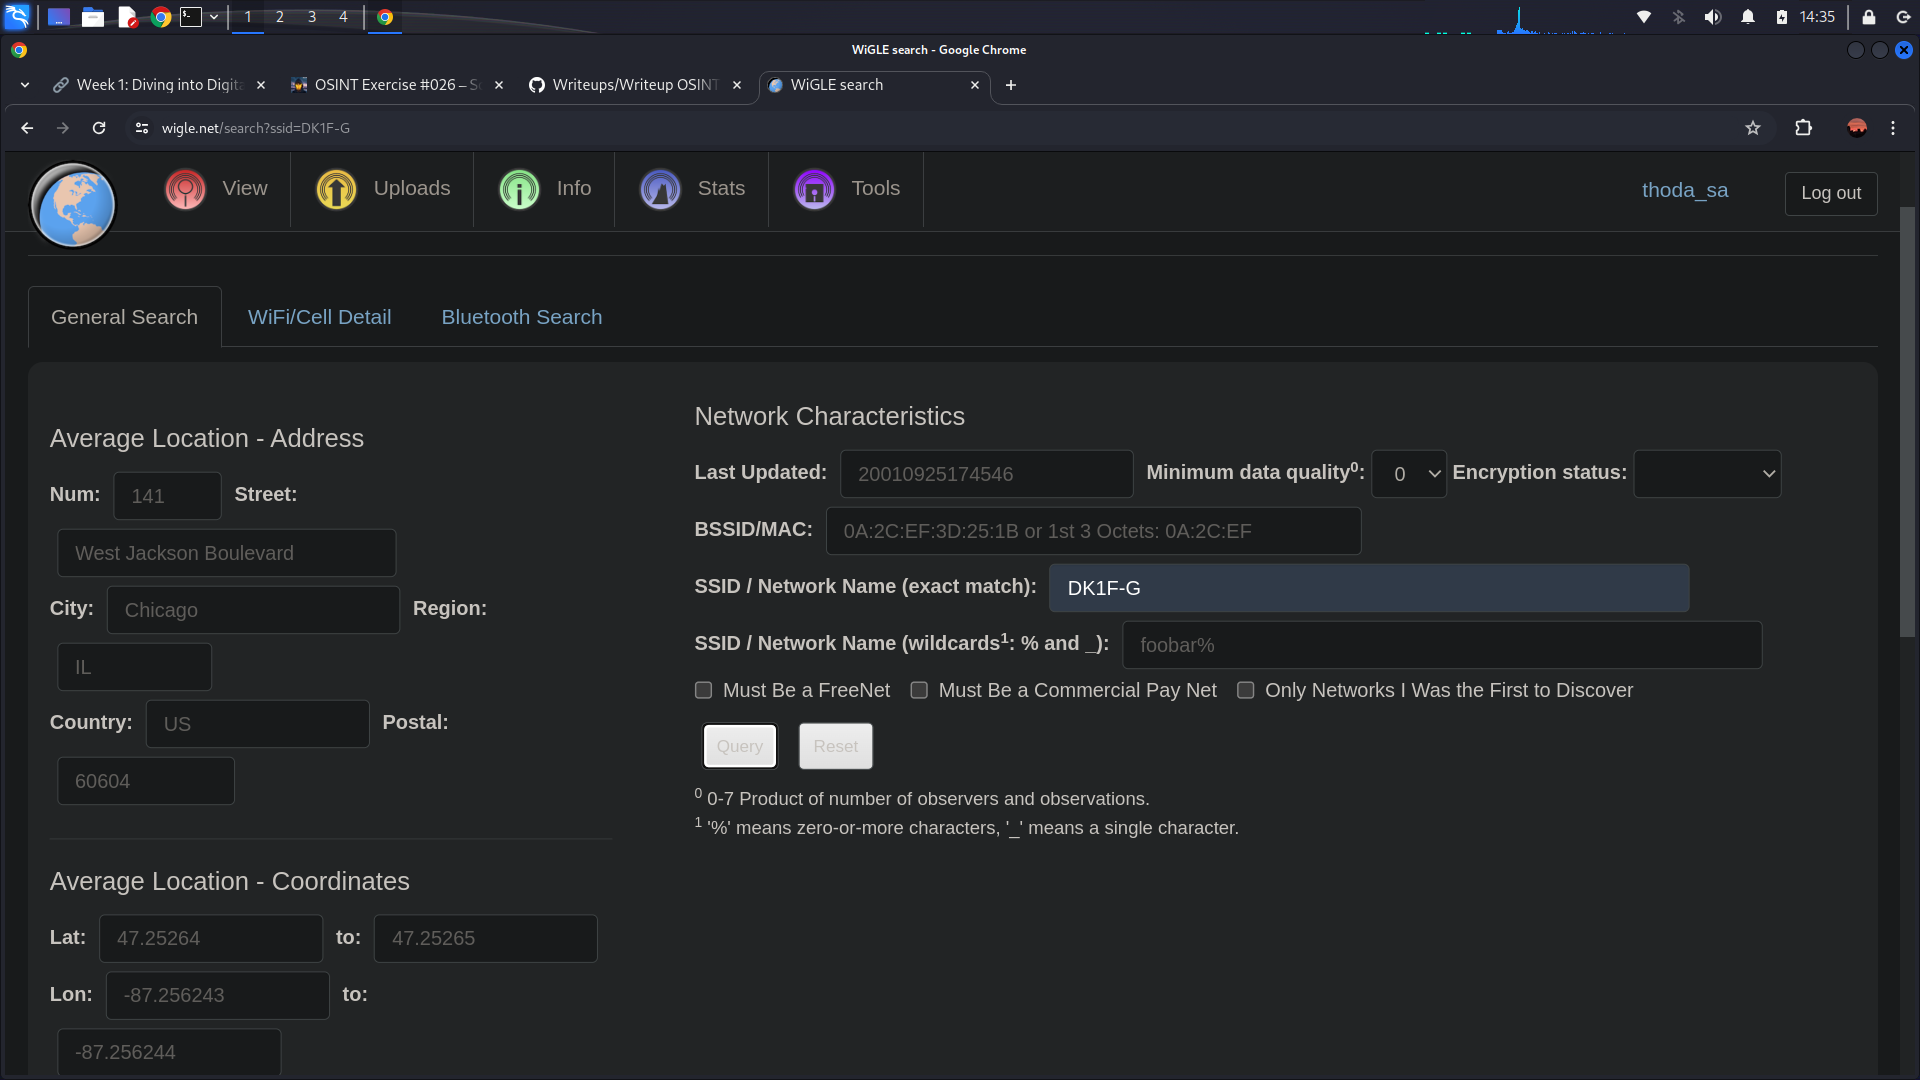 1 2 3 4
14:35
WiGLE search - Google Chrome
Week 1: Diving into Digita
OSINT Exercise #026 – So
Writeups/Writeup OSINT
WiGLE search
wigle.net/search?ssid=DK1F-G
View
Uploads
Info
Stats
Tools
thoda_sa
Log out
General Search
WiFi/Cell Detail
Bluetooth Search
Average Location - Address
Num: 141 Street:
West Jackson Boulevard
City: Chicago Region:
IL
Country: US Postal:
60604
Average Location - Coordinates
Lat: 47.25264 to: 47.25265
Lon: -87.256243 to:
-87.256244
Network Characteristics
Last Updated: 20010925174546 Minimum data quality⁰: 0 Encryption status:
BSSID/MAC: 0A:2C:EF:3D:25:1B or 1st 3 Octets: 0A:2C:EF
SSID / Network Name (exact match): DK1F-G
SSID / Network Name (wildcards¹: % and _): foobar%
Must Be a FreeNet Must Be a Commercial Pay Net Only Networks I Was the First to Discover
Query Reset
⁰ 0-7 Product of number of observers and observations.
¹ '%' means zero-or-more characters, '_' means a single character.